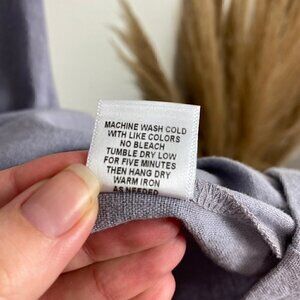 MACHINE WASH COLD
WITH LIKE COLORS
NO BLEACH
TUMBLE DRY LOW
FOR FIVE MINUTES
THEN HANG DRY
WARM IRON
AS NEEDED